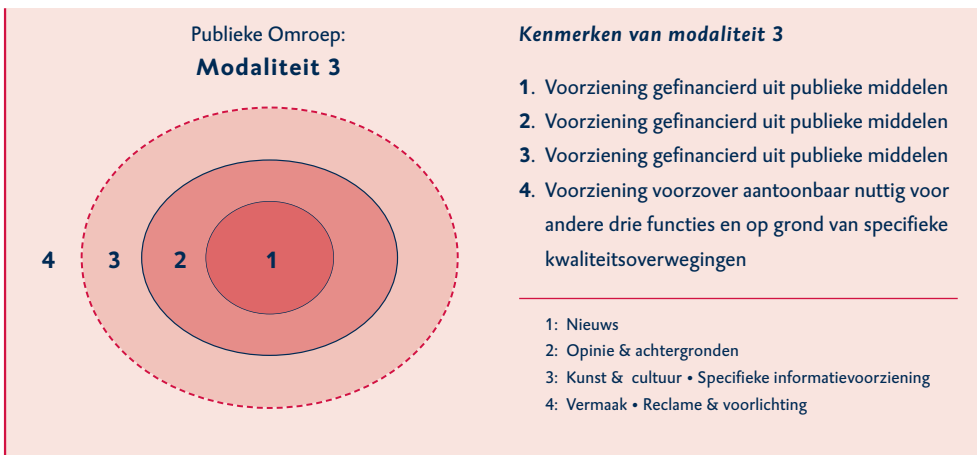 Publieke Omroep:
Modaliteit 3
4 3 2 1
Kenmerken van modaliteit 3
1. Voorziening gefinancierd uit publieke middelen
2. Voorziening gefinancierd uit publieke middelen
3. Voorziening gefinancierd uit publieke middelen
4. Voorziening voorzover aantoonbaar nuttig voor
andere drie functies en op grond van specifieke
kwaliteitsoverwegingen
1: Nieuws
2: Opinie & achtergronden
3: Kunst & cultuur • Specifieke informatievoorziening
4: Vermaak • Reclame & voorlichting